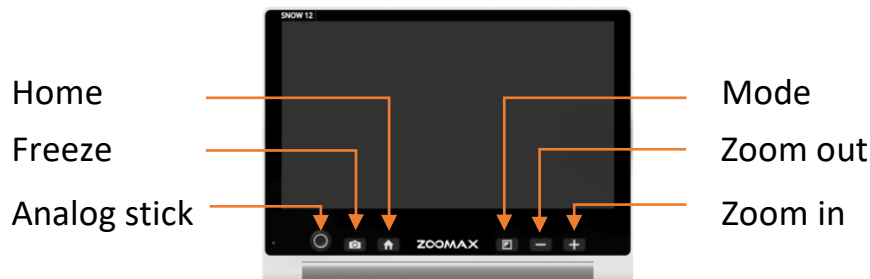 SNOW 12
Home
Mode
Freeze
Zoom out
Analog stick
Zoom in
ZOOMAX